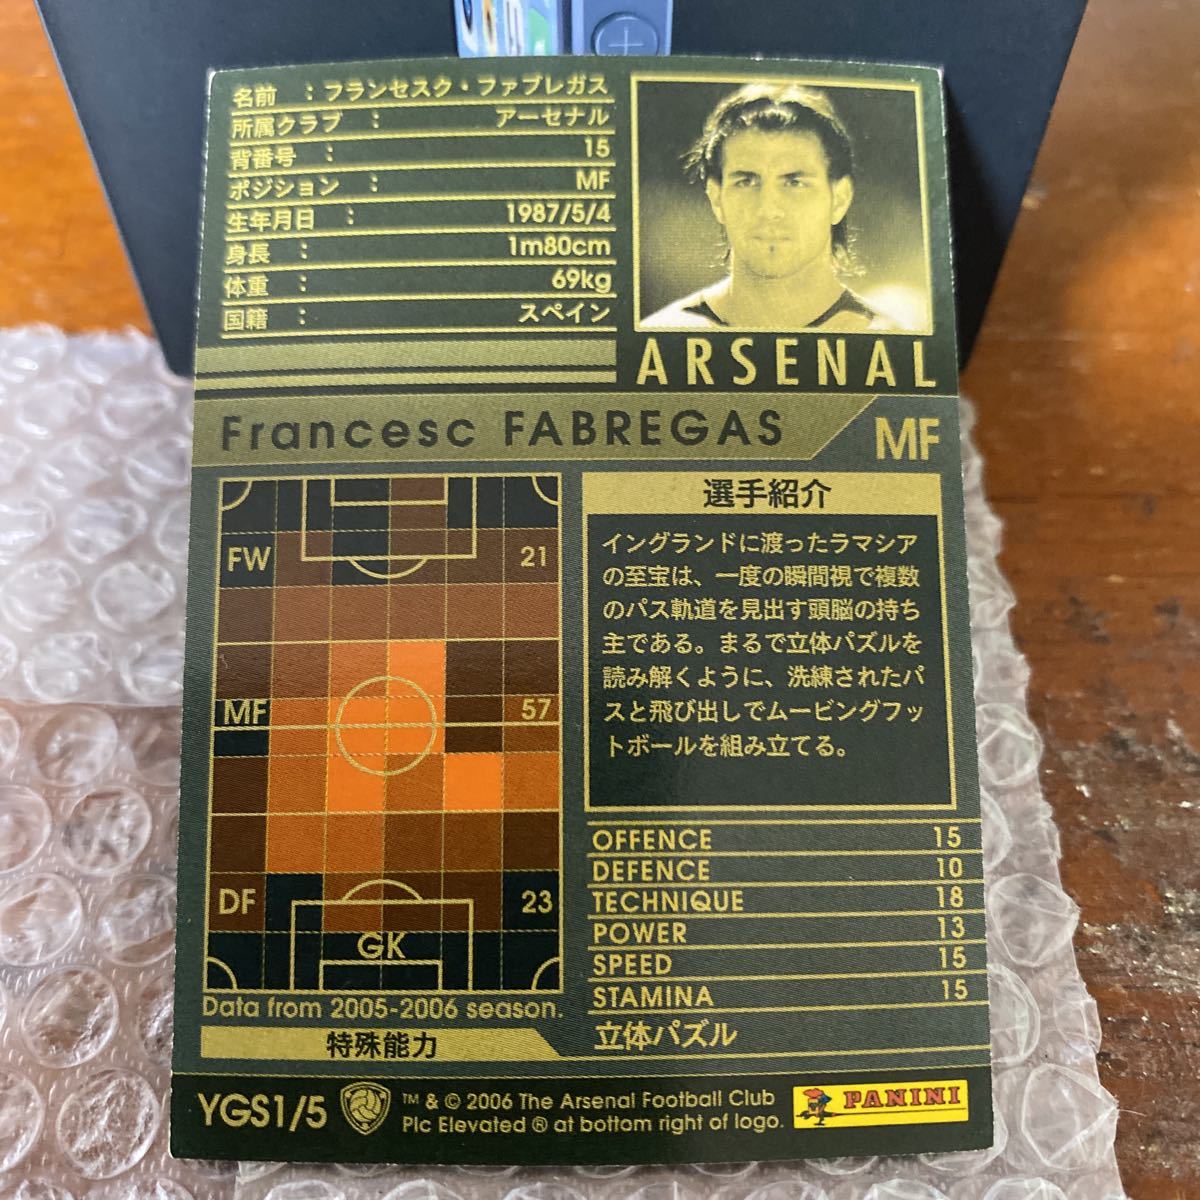 名前 : フランセスク・ファブレガス
所属クラブ : アーセナル
背番号 : 15
ポジション : MF
生年月日 : 1987/5/4
身長 : 1m80cm
体重 : 69kg
国籍 : スペイン
ARSENAL
Francesc FABREGAS
MF
FW 21
MF 57
DF 23
GK
Data from 2005-2006 season.
特殊能力
選手紹介
イングランドに渡ったラマシア
の至宝は、一度の瞬間視で複数
のパス軌道を見出す頭脳の持ち
主である。まるで立体パズルを
読み解くように、洗練されたパ
スと飛び出しでムービングフッ
トボールを組み立てる。
OFFENCE 15
DEFENCE 10
TECHNIQUE 18
POWER 13
SPEED 15
STAMINA 15
立体パズル
YGS1/5
™ & © 2006 The Arsenal Football Club
Plc Elevated ® at bottom right of logo.
PANINI